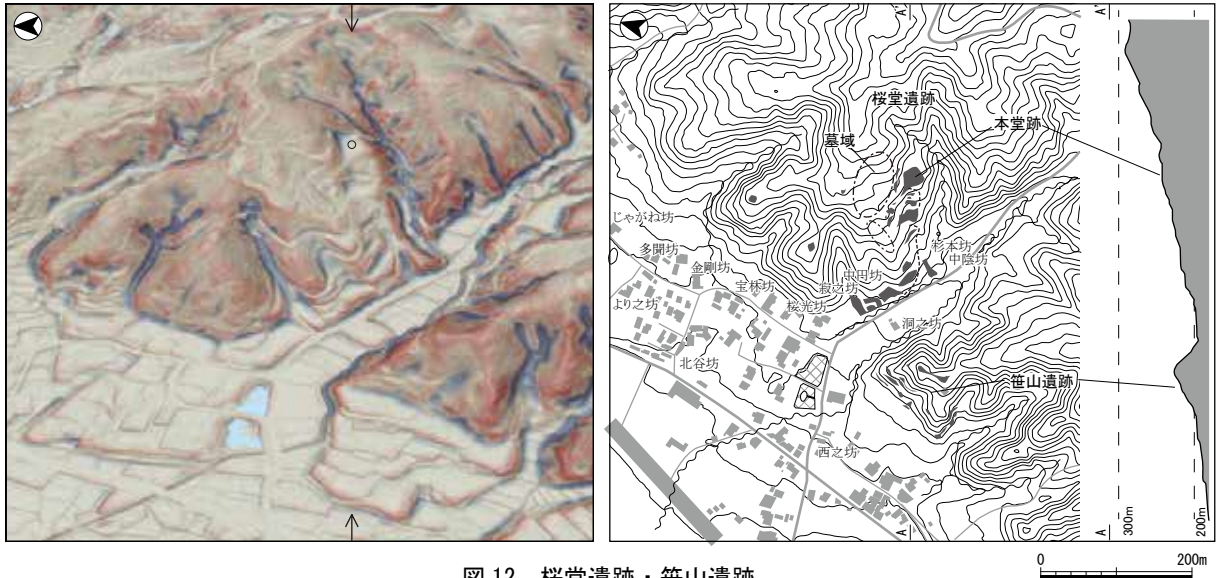 A'
A'
桜堂遺跡
本堂跡
墓域
じゃがね坊
多聞坊
金剛坊
杉本坊
中陰坊
中田坊
寂之坊
宝林坊
桜光坊
より之坊
洞之坊
北谷坊
笹山遺跡
西之坊
A
A
300m
200m
0
200m
図 12 桜堂遺跡・笹山遺跡